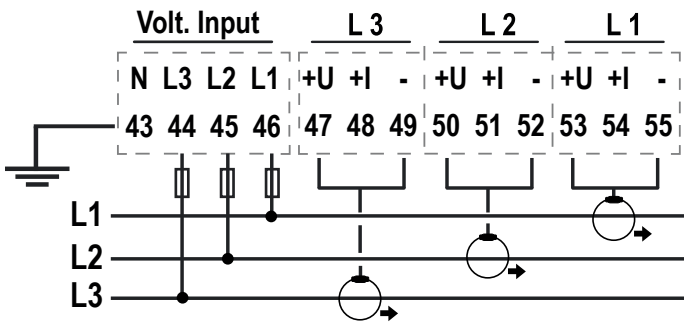 Volt. Input L 3 L 2 L 1
N L3 L2 L1 +U +I - +U +I - +U +I -
43 44 45 46 47 48 49 50 51 52 53 54 55
L1
L2
L3